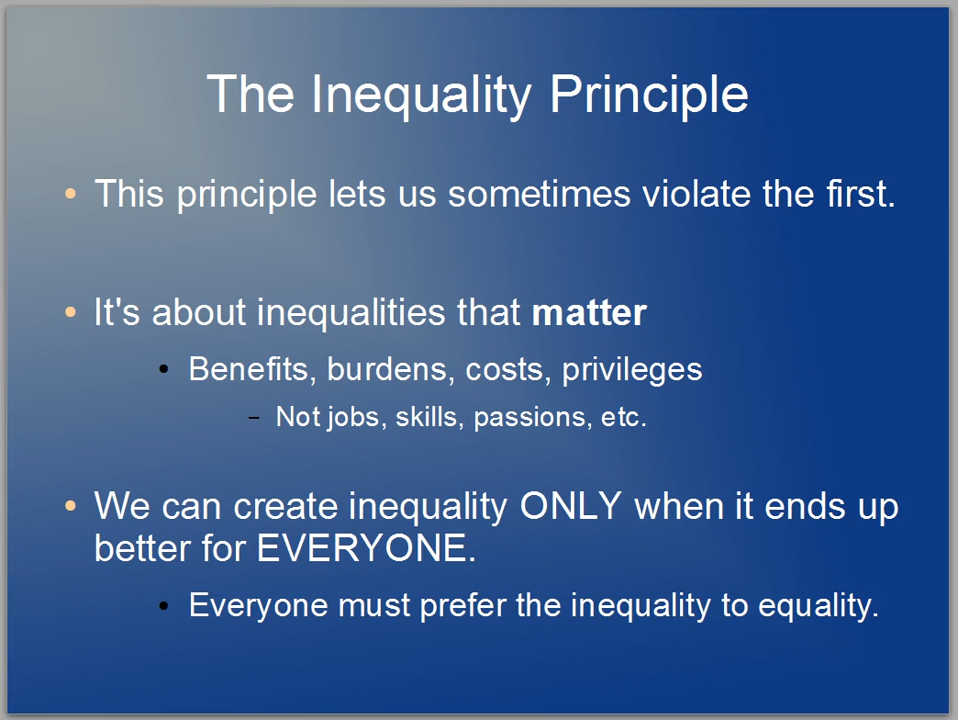 The Inequality Principle
• This principle lets us sometimes violate the first.
• It's about inequalities that matter
• Benefits, burdens, costs, privileges
– Not jobs, skills, passions, etc.
• We can create inequality ONLY when it ends up
better for EVERYONE.
• Everyone must prefer the inequality to equality.